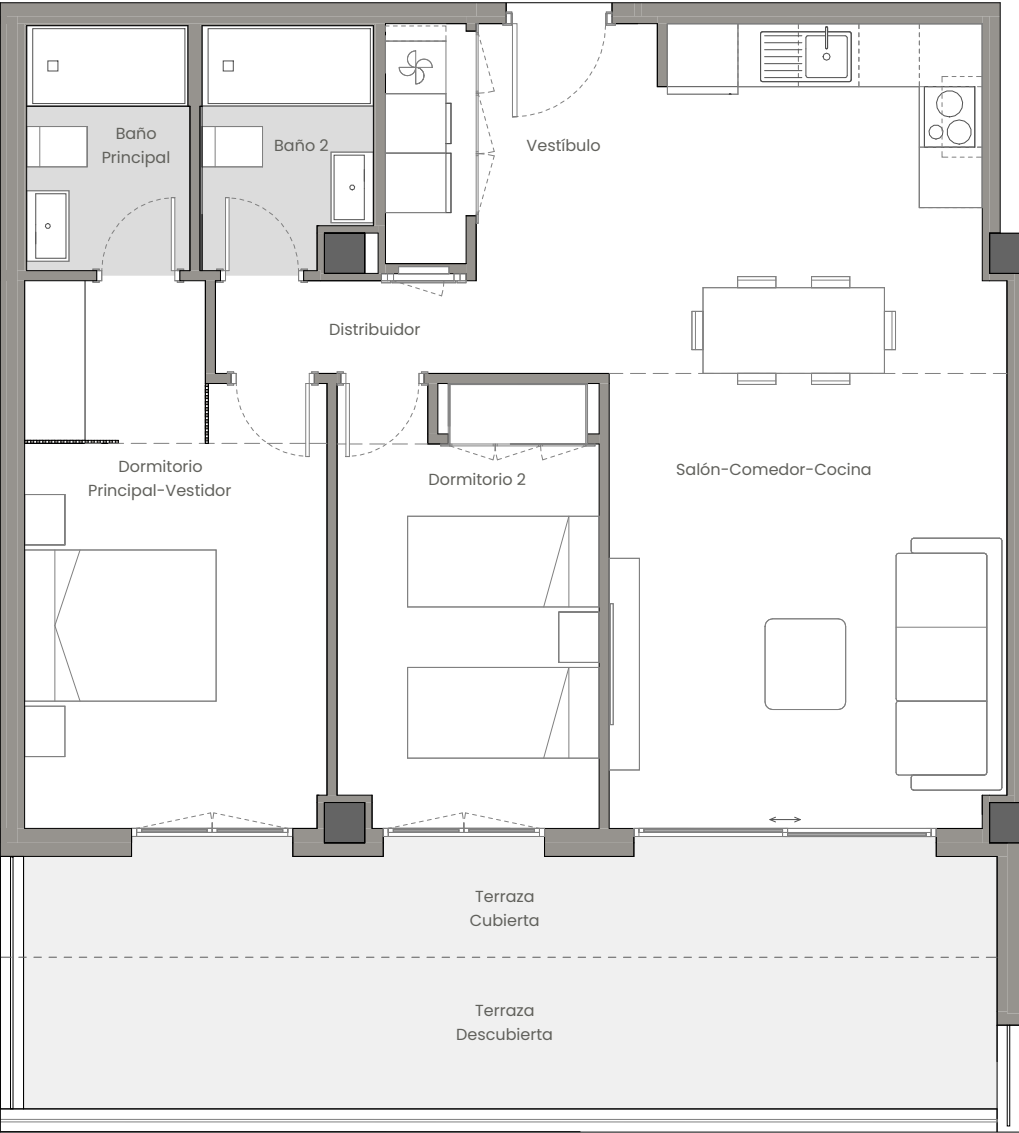 Baño
Principal
Baño 2
Vestíbulo
Distribuidor
Dormitorio
Principal-Vestidor
Dormitorio 2
Salón-Comedor-Cocina
Terraza
Cubierta
Terraza
Descubierta